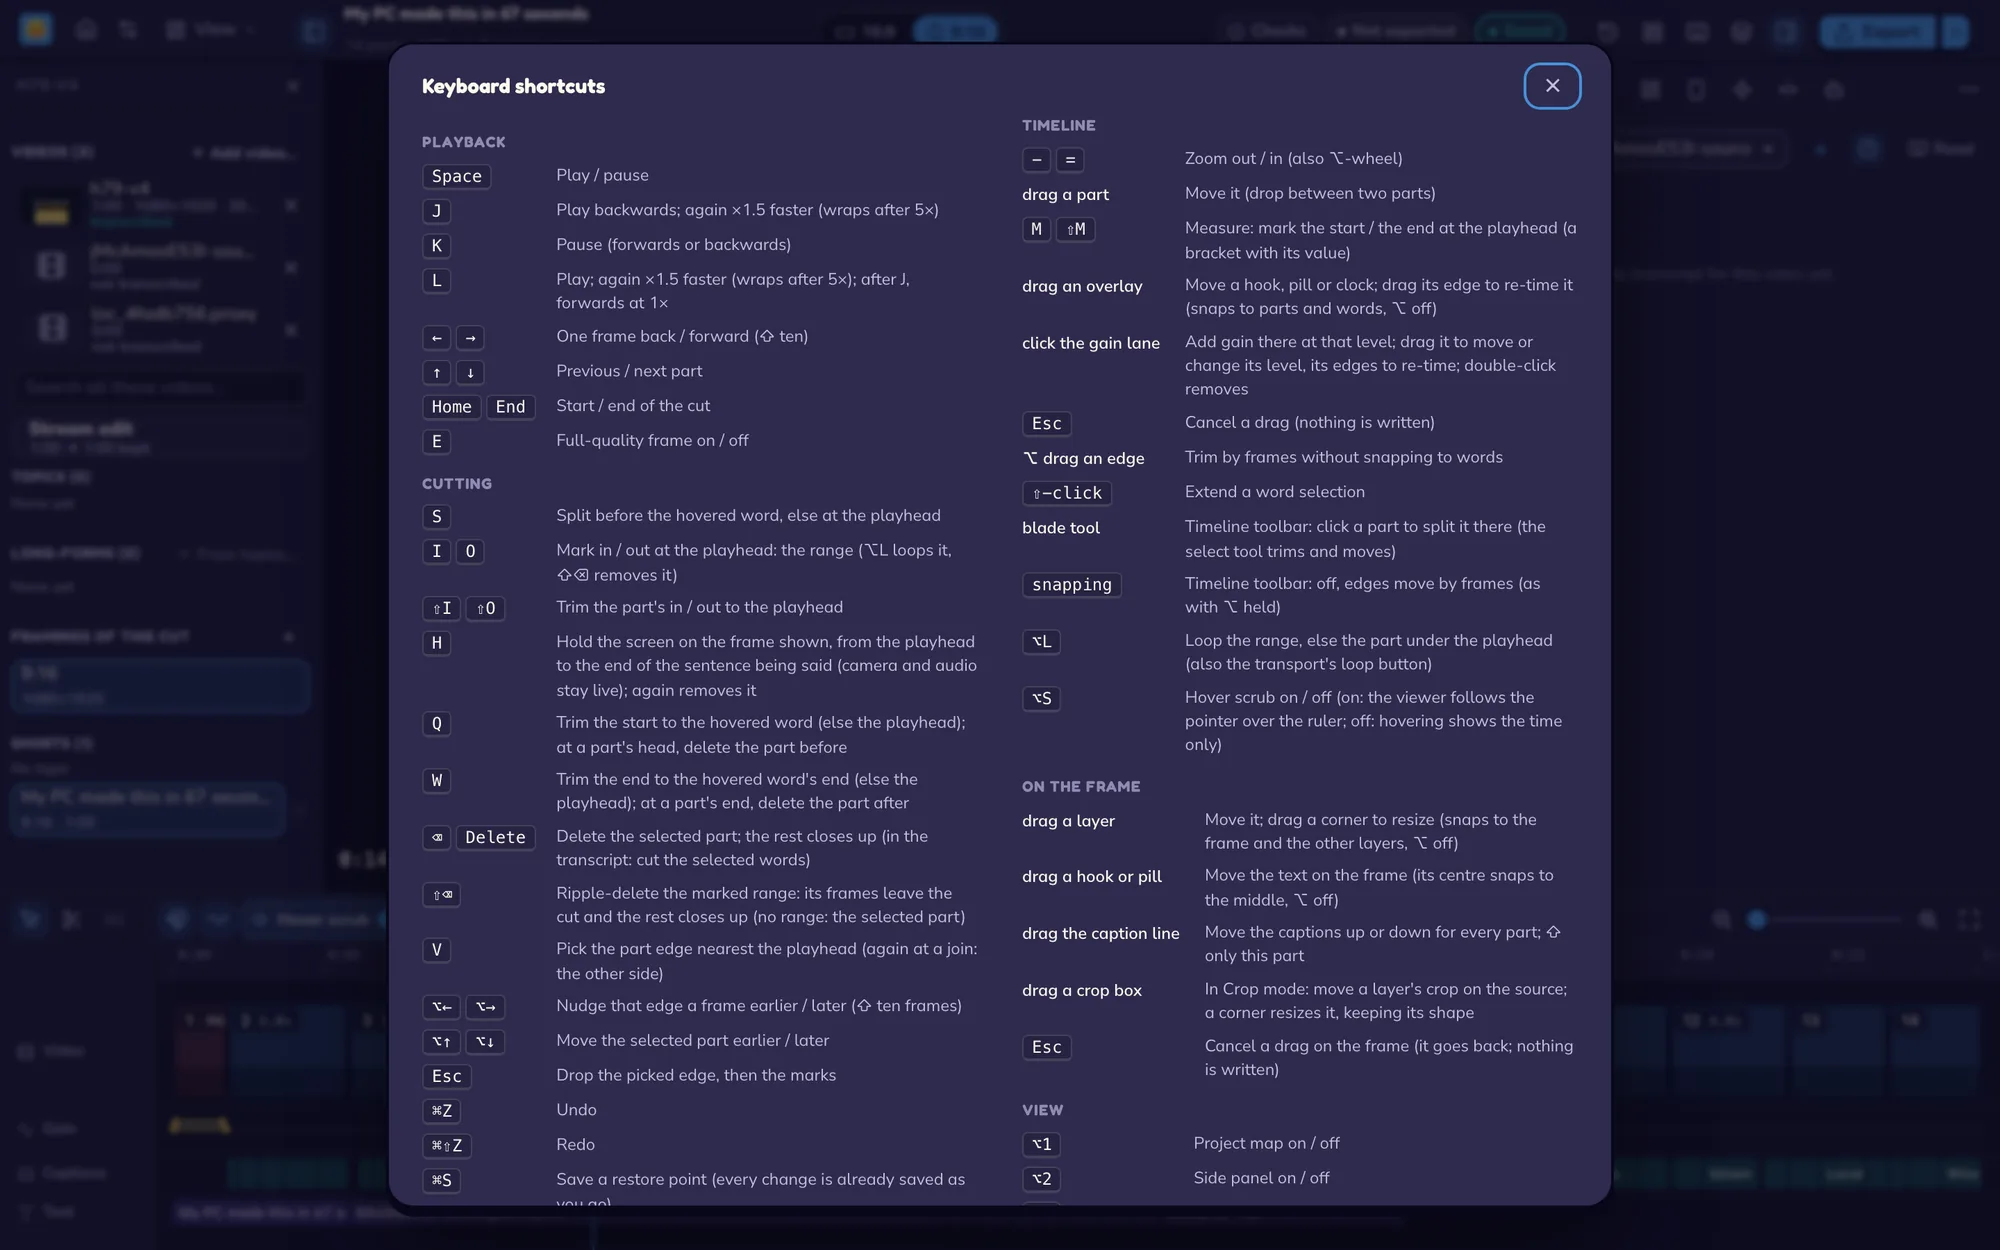 My PC made this in 67 seconds
View
Export
Keyboard shortcuts
PLAYBACK
Space Play / pause
J Play backwards; again ×1.5 faster (wraps after 5×)
K Pause (forwards or backwards)
L Play; again ×1.5 faster (wraps after 5×); after J,
forwards at 1×
← → One frame back / forward (⇧ ten)
↑ ↓ Previous / next part
Home End Start / end of the cut
E Full-quality frame on / off
CUTTING
S Split before the hovered word, else at the playhead
I O Mark in / out at the playhead: the range (⌥L loops it,
⇧⌫ removes it)
⇧I ⇧O Trim the part's in / out to the playhead
H Hold the screen on the frame shown, from the playhead
to the end of the sentence being said (camera and audio
stay live); again removes it
Q Trim the start to the hovered word (else the playhead);
at a part's head, delete the part before
W Trim the end to the hovered word's end (else the
playhead); at a part's end, delete the part after
⌫ Delete Delete the selected part; the rest closes up (in the
transcript: cut the selected words)
⇧⌫ Ripple-delete the marked range: its frames leave the
cut and the rest closes up (no range: the selected part)
V Pick the part edge nearest the playhead (again at a join:
the other side)
⌥← ⌥→ Nudge that edge a frame earlier / later (⇧ ten frames)
⌥↑ ⌥↓ Move the selected part earlier / later
Esc Drop the picked edge, then the marks
⌘Z Undo
⌘⇧Z Redo
⌘S Save a restore point (every change is already saved as
you go)
TIMELINE
− = Zoom out / in (also ⌥-wheel)
drag a part Move it (drop between two parts)
M ⇧M Measure: mark the start / the end at the playhead (a
bracket with its value)
drag an overlay Move a hook, pill or clock; drag its edge to re-time it
(snaps to parts and words, ⌥ off)
click the gain lane Add gain there at that level; drag it to move or
change its level, its edges to re-time; double-click
removes
Esc Cancel a drag (nothing is written)
⌥ drag an edge Trim by frames without snapping to words
⇧-click Extend a word selection
blade tool Timeline toolbar: click a part to split it there (the
select tool trims and moves)
snapping Timeline toolbar: off, edges move by frames (as
with ⌥ held)
⌥L Loop the range, else the part under the playhead
(also the transport's loop button)
⌥S Hover scrub on / off (on: the viewer follows the
pointer over the ruler; off: hovering shows the time
only)
ON THE FRAME
drag a layer Move it; drag a corner to resize (snaps to the
frame and the other layers, ⌥ off)
drag a hook or pill Move the text on the frame (its centre snaps to
the middle, ⌥ off)
drag the caption line Move the captions up or down for every part; ⇧
only this part
drag a crop box In Crop mode: move a layer's crop on the source;
a corner resizes it, keeping its shape
Esc Cancel a drag on the frame (it goes back; nothing
is written)
VIEW
⌥1 Project map on / off
⌥2 Side panel on / off